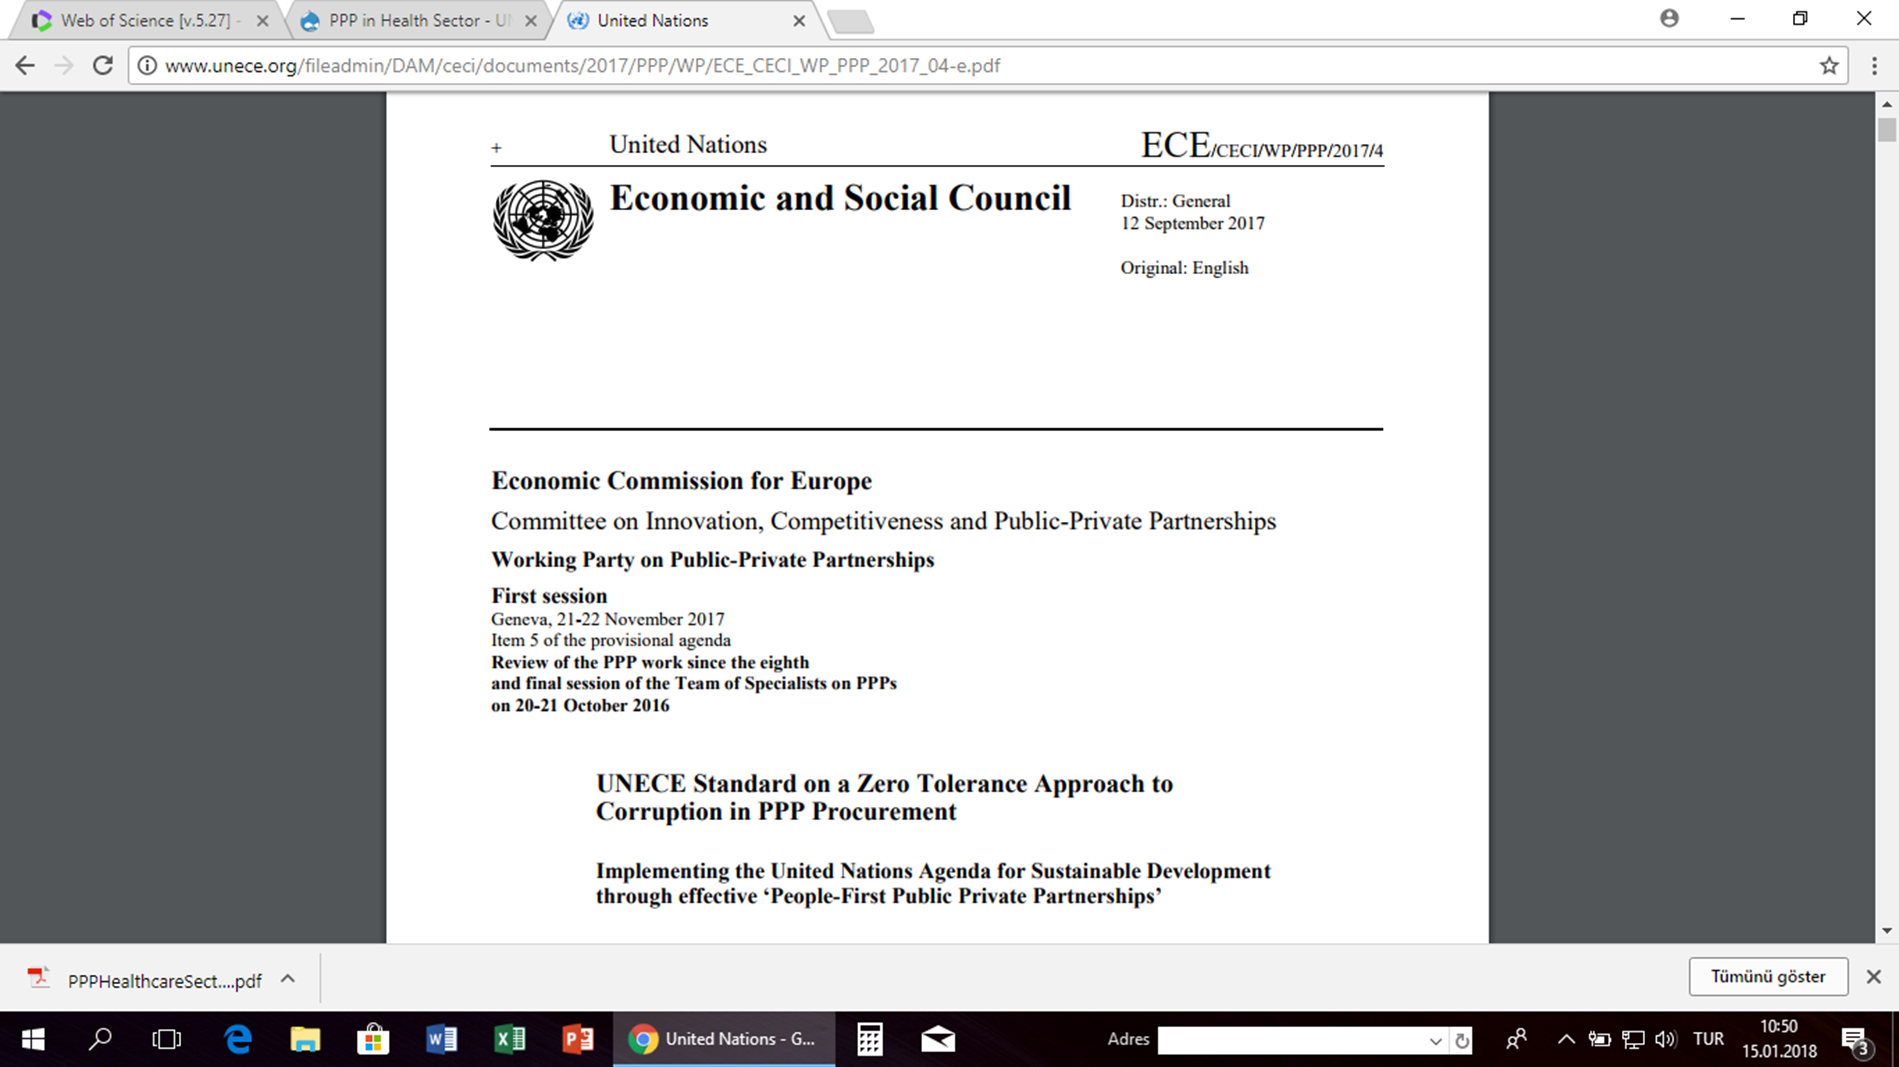 Web of Science [v.5.27] -
PPP in Health Sector - U
United Nations
www.unece.org/fileadmin/DAM/ceci/documents/2017/PPP/WP/ECE_CECI_WP_PPP_2017_04-e.pdf
+ United Nations ECE/CECI/WP/PPP/2017/4
Economic and Social Council
Distr.: General
12 September 2017
Original: English
Economic Commission for Europe
Committee on Innovation, Competitiveness and Public-Private Partnerships
Working Party on Public-Private Partnerships
First session
Geneva, 21-22 November 2017
Item 5 of the provisional agenda
Review of the PPP work since the eighth
and final session of the Team of Specialists on PPPs
on 20-21 October 2016
UNECE Standard on a Zero Tolerance Approach to
Corruption in PPP Procurement
Implementing the United Nations Agenda for Sustainable Development
through effective ‘People-First Public Private Partnerships’
PPPHealthcareSect....pdf
Tümünü göster
United Nations - G...
Adres
TUR
10:50
15.01.2018
3